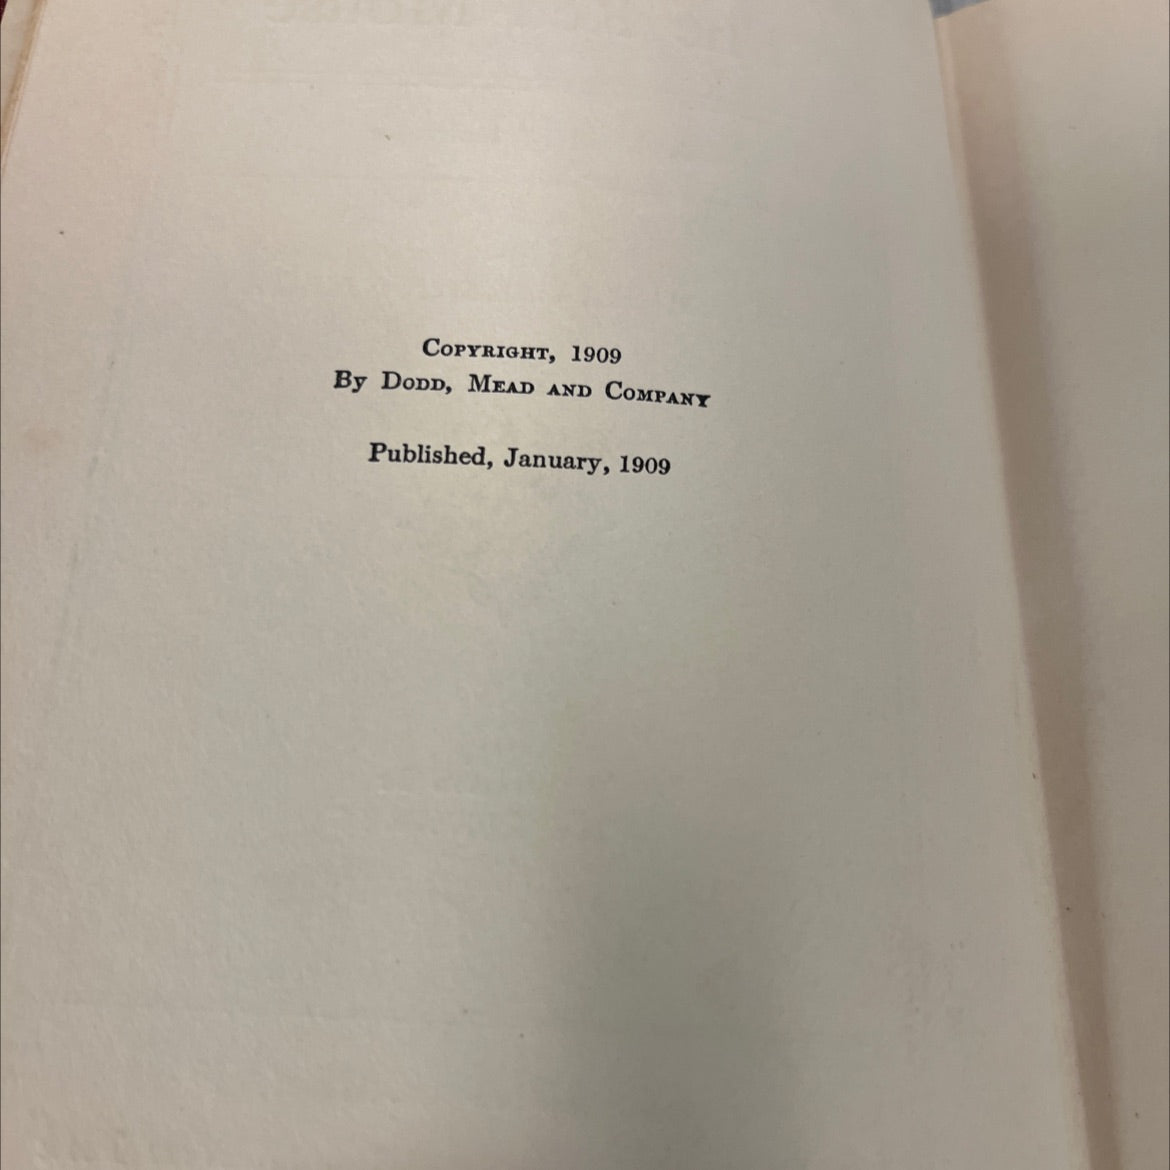 Copyright, 1909
By Dodd, Mead and Company
Published, January, 1909